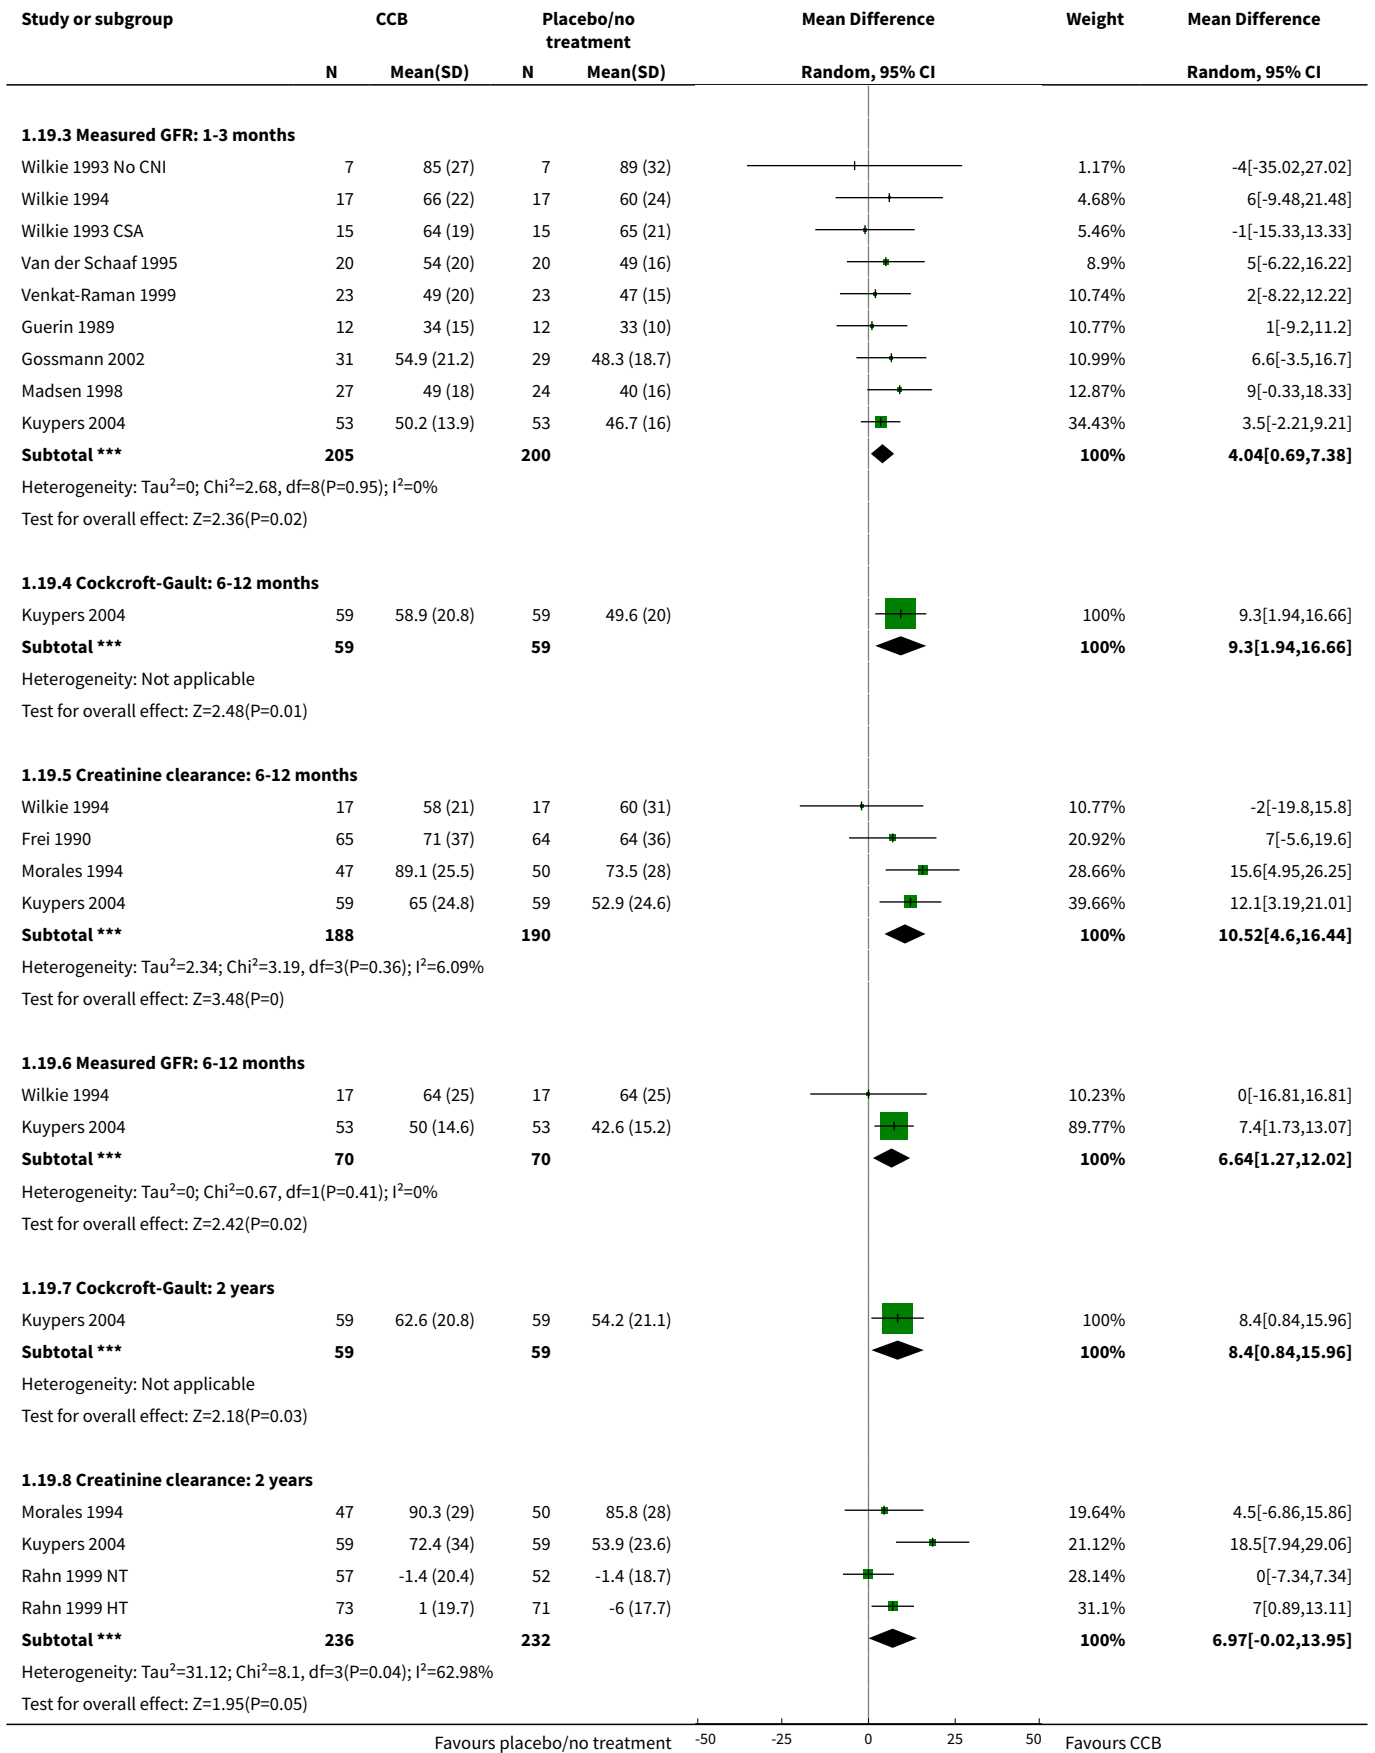 Study or subgroup CCB Placebo/no treatment Mean Difference Weight Mean Difference
N Mean(SD) N Mean(SD) Random, 95% CI Random, 95% CI
1.19.3 Measured GFR: 1-3 months
Wilkie 1993 No CNI 7 85 (27) 7 89 (32) 1.17% -4[-35.02,27.02]
Wilkie 1994 17 66 (22) 17 60 (24) 4.68% 6[-9.48,21.48]
Wilkie 1993 CSA 15 64 (19) 15 65 (21) 5.46% -1[-15.33,13.33]
Van der Schaaf 1995 20 54 (20) 20 49 (16) 8.9% 5[-6.22,16.22]
Venkat-Raman 1999 23 49 (20) 23 47 (15) 10.74% 2[-8.22,12.22]
Guerin 1989 12 34 (15) 12 33 (10) 10.77% 1[-9.2,11.2]
Gossmann 2002 31 54.9 (21.2) 29 48.3 (18.7) 10.99% 6.6[-3.5,16.7]
Madsen 1998 27 49 (18) 24 40 (16) 12.87% 9[-0.33,18.33]
Kuypers 2004 53 50.2 (13.9) 53 46.7 (16) 34.43% 3.5[-2.21,9.21]
Subtotal *** 205 200 100% 4.04[0.69,7.38]
Heterogeneity: Tau²=0; Chi²=2.68, df=8(P=0.95); I²=0%
Test for overall effect: Z=2.36(P=0.02)
1.19.4 Cockcroft-Gault: 6-12 months
Kuypers 2004 59 58.9 (20.8) 59 49.6 (20) 100% 9.3[1.94,16.66]
Subtotal *** 59 59 100% 9.3[1.94,16.66]
Heterogeneity: Not applicable
Test for overall effect: Z=2.48(P=0.01)
1.19.5 Creatinine clearance: 6-12 months
Wilkie 1994 17 58 (21) 17 60 (31) 10.77% -2[-19.8,15.8]
Frei 1990 65 71 (37) 64 64 (36) 20.92% 7[-5.6,19.6]
Morales 1994 47 89.1 (25.5) 50 73.5 (28) 28.66% 15.6[4.95,26.25]
Kuypers 2004 59 65 (24.8) 59 52.9 (24.6) 39.66% 12.1[3.19,21.01]
Subtotal *** 188 190 100% 10.52[4.6,16.44]
Heterogeneity: Tau²=2.34; Chi²=3.19, df=3(P=0.36); I²=6.09%
Test for overall effect: Z=3.48(P=0)
1.19.6 Measured GFR: 6-12 months
Wilkie 1994 17 64 (25) 17 64 (25) 10.23% 0[-16.81,16.81]
Kuypers 2004 53 50 (14.6) 53 42.6 (15.2) 89.77% 7.4[1.73,13.07]
Subtotal *** 70 70 100% 6.64[1.27,12.02]
Heterogeneity: Tau²=0; Chi²=0.67, df=1(P=0.41); I²=0%
Test for overall effect: Z=2.42(P=0.02)
1.19.7 Cockcroft-Gault: 2 years
Kuypers 2004 59 62.6 (20.8) 59 54.2 (21.1) 100% 8.4[0.84,15.96]
Subtotal *** 59 59 100% 8.4[0.84,15.96]
Heterogeneity: Not applicable
Test for overall effect: Z=2.18(P=0.03)
1.19.8 Creatinine clearance: 2 years
Morales 1994 47 90.3 (29) 50 85.8 (28) 19.64% 4.5[-6.86,15.86]
Kuypers 2004 59 72.4 (34) 59 53.9 (23.6) 21.12% 18.5[7.94,29.06]
Rahn 1999 NT 57 -1.4 (20.4) 52 -1.4 (18.7) 28.14% 0[-7.34,7.34]
Rahn 1999 HT 73 1 (19.7) 71 -6 (17.7) 31.1% 7[0.89,13.11]
Subtotal *** 236 232 100% 6.97[-0.02,13.95]
Heterogeneity: Tau²=31.12; Chi²=8.1, df=3(P=0.04); I²=62.98%
Test for overall effect: Z=1.95(P=0.05)
Favours placebo/no treatment -50 -25 0 25 50 Favours CCB